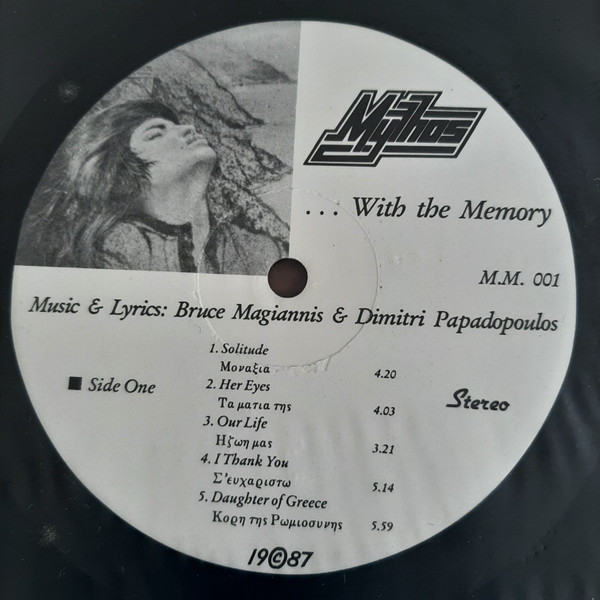 Mythos
... With the Memory
M.M. 001
Music & Lyrics: Bruce Magiannis & Dimitri Papadopoulos
1. Solitude
Μοναξια 4.20
■ Side One
2. Her Eyes
Τα ματια της 4.03
Stereo
3. Our Life
Η ζωη μας 3.21
4. I Thank You
Σ'ευχαριστω 5.14
5. Daughter of Greece
Κορη της Ρωμιοσυνης 5.59
19©87